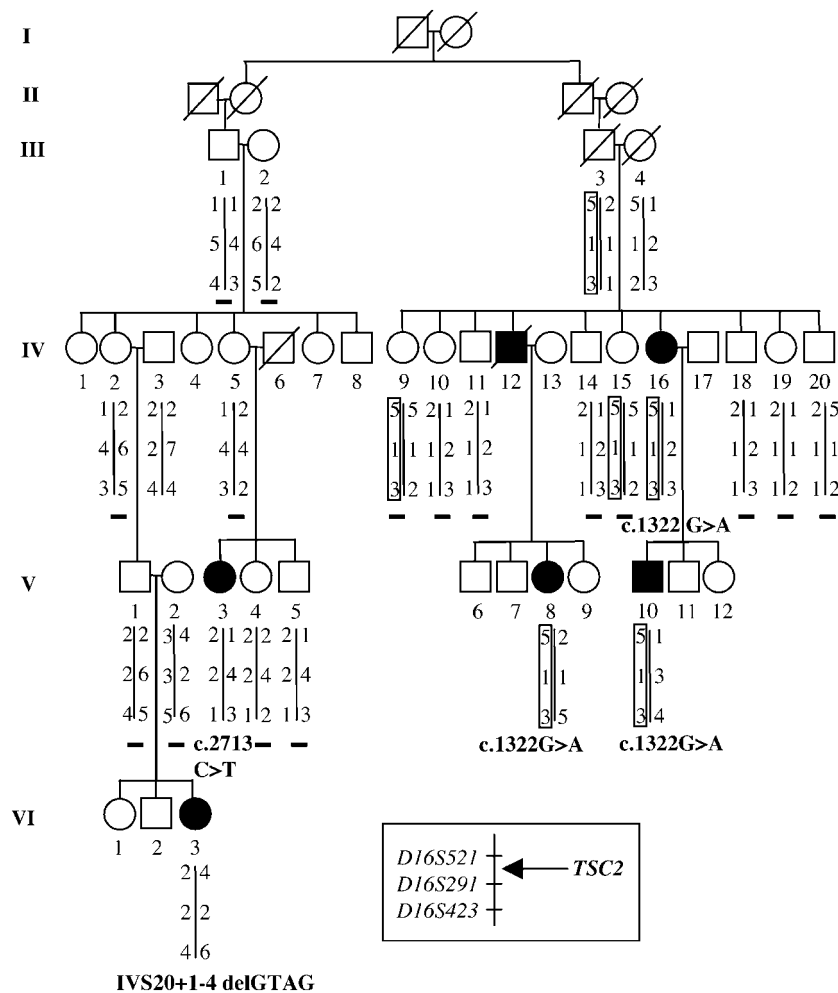 I
II
III
1 2 3 4
1 1 2 2 5 2 5 1
5 4 6 4 1 1 1 2
4 3 5 2 3 1 2 3
IV
1 2 3 4 5 6 7 8 9 10 11 12 13 14 15 16 17 18 19 20
1 2 2 2 1 2 5 5 2 1 2 1 2 1 5 5 5 1 2 1 2 1 2 5
4 6 2 7 4 4 1 1 1 2 1 2 1 2 1 1 1 2 1 2 1 1 1 1
3 5 4 4 3 2 3 2 1 3 1 3 1 3 3 2 3 3 1 3 1 2 1 2
c.1322 G>A
V
1 2 3 4 5 6 7 8 9 10 11 12
2 2 3 4 2 1 2 2 2 1 5 2 5 1
2 6 3 2 2 4 2 4 2 4 1 1 1 3
4 5 5 6 1 3 1 2 1 3 3 5 3 4
c.2713 c.1322G>A c.1322G>A
C>T
VI
1 2 3
2 4
2 2
4 6
IVS20+1-4 delGTAG
D16S521
TSC2
D16S291
D16S423